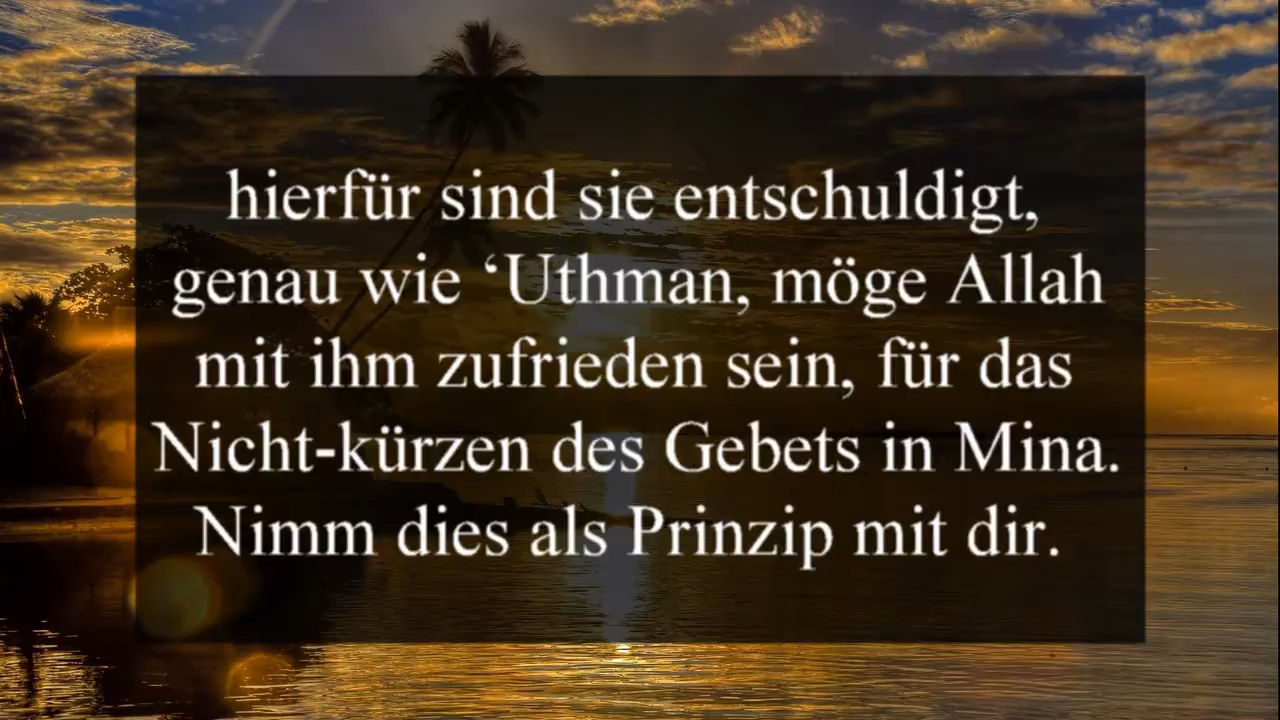 hierfür sind sie entschuldigt,
genau wie ‘Uthman, möge Allah
mit ihm zufrieden sein, für das
Nicht-kürzen des Gebets in Mina.
Nimm dies als Prinzip mit dir.